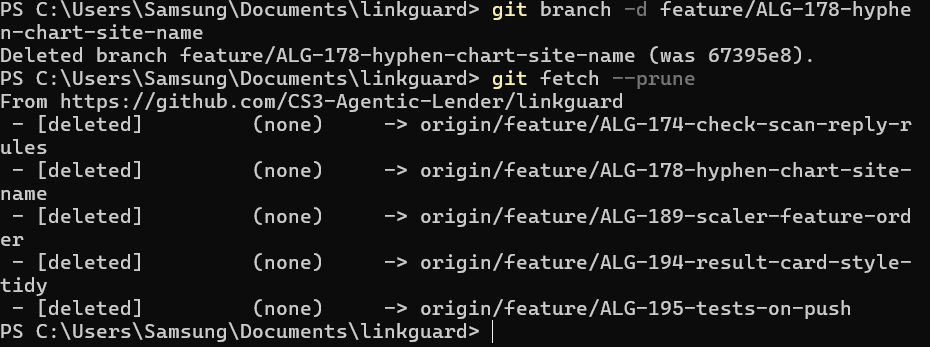 PS C:\Users\Samsung\Documents\linkguard> git branch -d feature/ALG-178-hyphe
n-chart-site-name
Deleted branch feature/ALG-178-hyphen-chart-site-name (was 67395e8).
PS C:\Users\Samsung\Documents\linkguard> git fetch --prune
From https://github.com/CS3-Agentic-Lender/linkguard
 - [deleted]         (none)     -> origin/feature/ALG-174-check-scan-reply-r
ules
 - [deleted]         (none)     -> origin/feature/ALG-178-hyphen-chart-site-
name
 - [deleted]         (none)     -> origin/feature/ALG-189-scaler-feature-ord
er
 - [deleted]         (none)     -> origin/feature/ALG-194-result-card-style-
tidy
 - [deleted]         (none)     -> origin/feature/ALG-195-tests-on-push
PS C:\Users\Samsung\Documents\linkguard>